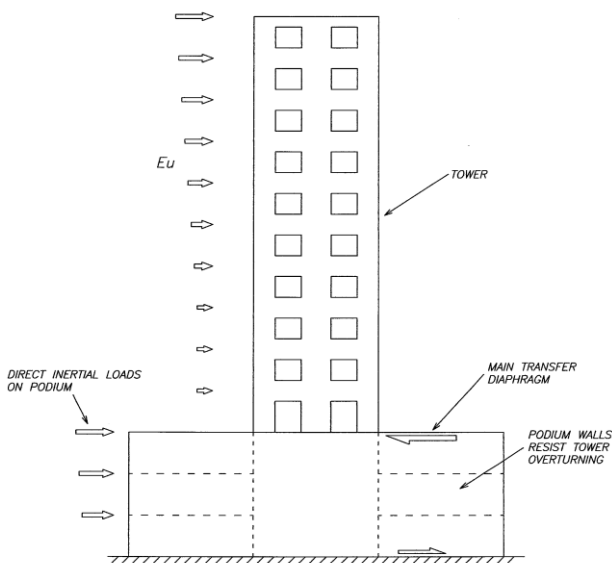 Eu
TOWER
DIRECT INERTIAL LOADS
ON PODIUM
MAIN TRANSFER
DIAPHRAGM
PODIUM WALLS
RESIST TOWER
OVERTURNING